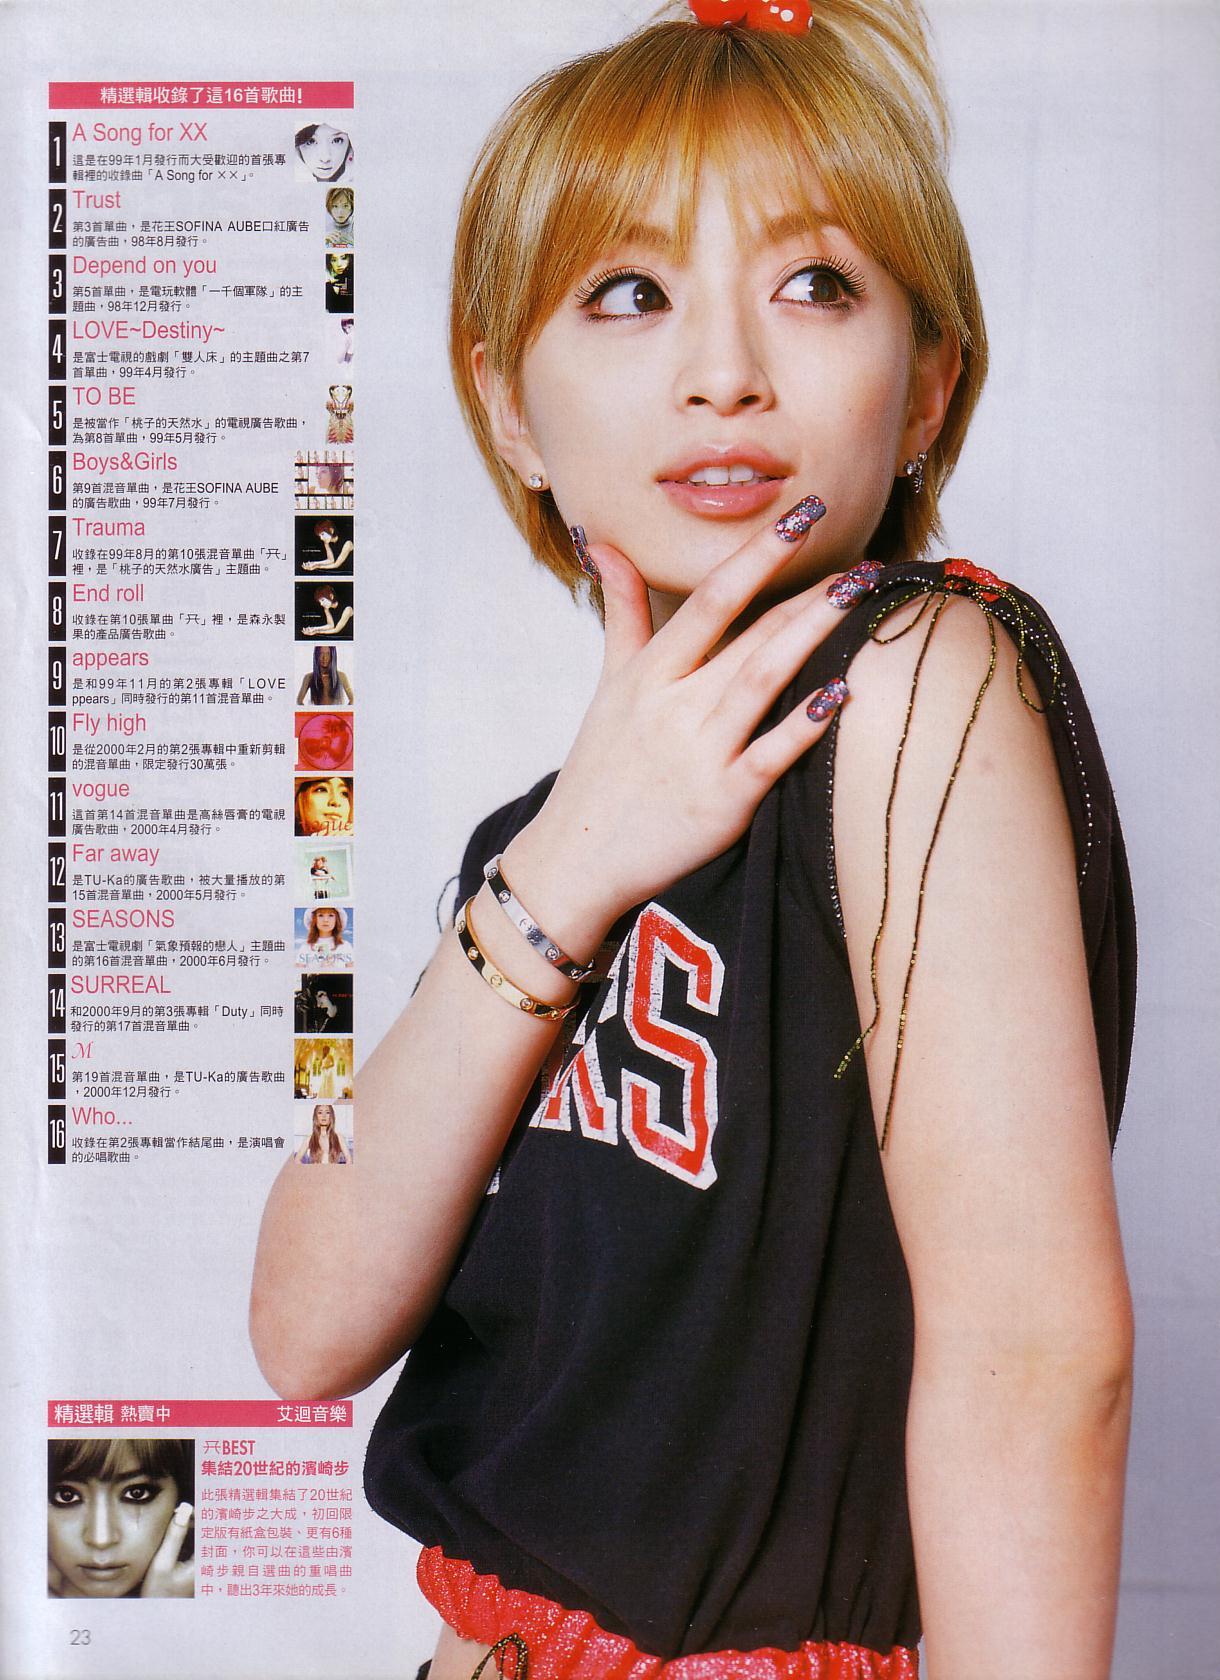 精選輯收錄了這16首歌曲!
1
A Song for XX
這是在99年1月發行而大受歡迎的首張專
輯裡的收錄曲「A Song for ××」。
2
Trust
第3首單曲，是花王SOFINA AUBE口紅廣告
的廣告曲，98年8月發行。
3
Depend on you
第5首單曲，是電玩軟體「一千個軍隊」的主
題曲，98年12月發行。
4
LOVE~Destiny~
是富士電視的戲劇「雙人床」的主題曲之第7
首單曲，99年4月發行。
5
TO BE
是被當作「桃子的天然水」的電視廣告歌曲，
為第8首單曲，99年5月發行。
6
Boys&Girls
第9首混音單曲，是花王SOFINA AUBE
的廣告歌曲，99年7月發行。
7
Trauma
收錄在99年8月的第10張混音單曲「A」
裡，是「桃子的天然水廣告」主題曲。
8
End roll
收錄在第10張單曲「A」裡，是森永製
果的產品廣告歌曲。
9
appears
是和99年11月的第2張專輯「LOVE
ppears」同時發行的第11首混音單曲。
10
Fly high
是從2000年2月的第2張專輯中重新剪輯
的混音單曲，限定發行30萬張。
11
vogue
這首第14首混音單曲是高絲唇膏的電視
廣告歌曲，2000年4月發行。
vogue
12
Far away
是TU-Ka的廣告歌曲，被大量播放的第
15首混音單曲，2000年5月發行。
13
SEASONS
是富士電視劇「氣象預報的戀人」主題曲
的第16首混音單曲，2000年6月發行。
SEASONS
14
SURREAL
和2000年9月的第3張專輯「Duty」同時
發行的第17首混音單曲。
15
M
第19首混音單曲，是TU-Ka的廣告歌曲
，2000年12月發行。
16
Who...
收錄在第2張專輯當作結尾曲，是演唱會
的必唱歌曲。
KS
精選輯 熱賣中 艾迴音樂
A BEST
集結20世紀的濱崎步
此張精選輯集結了20世紀
的濱崎步之大成，初回限
定版有紙盒包裝、更有6種
封面，你可以在這些由濱
崎步親自選曲的重唱曲
中，聽出3年來她的成長。
23